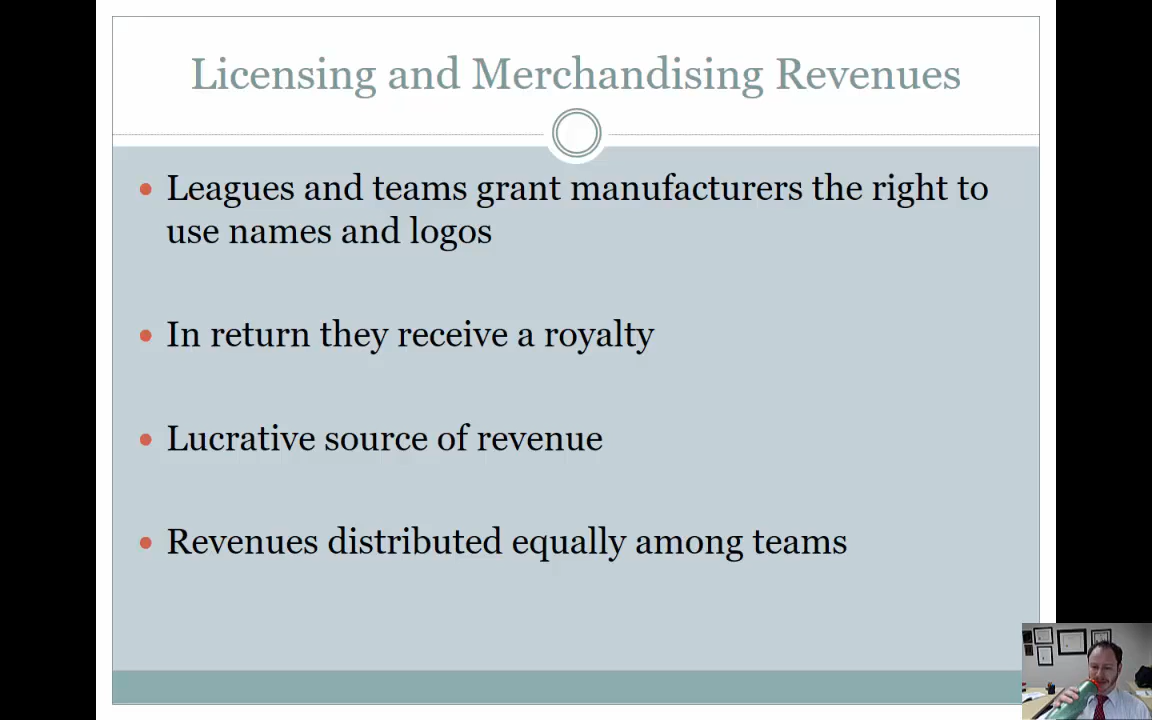 Licensing and Merchandising Revenues
Leagues and teams grant manufacturers the right to
use names and logos
In return they receive a royalty
Lucrative source of revenue
Revenues distributed equally among teams